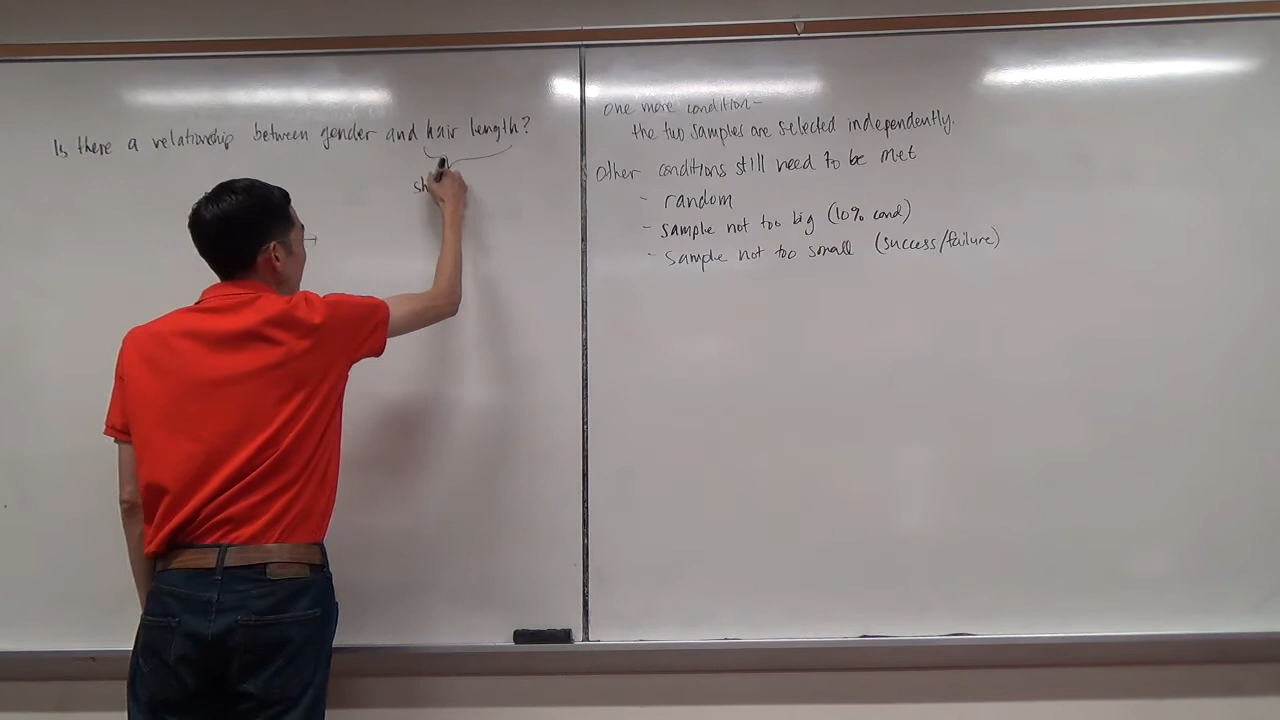 Is there a relationship between gender and hair length?
sh
one more condition-
the two samples are selected independently.
Other conditions still need to be met
- random
- sample not too big (10% cond)
- sample not too small (success/failure)